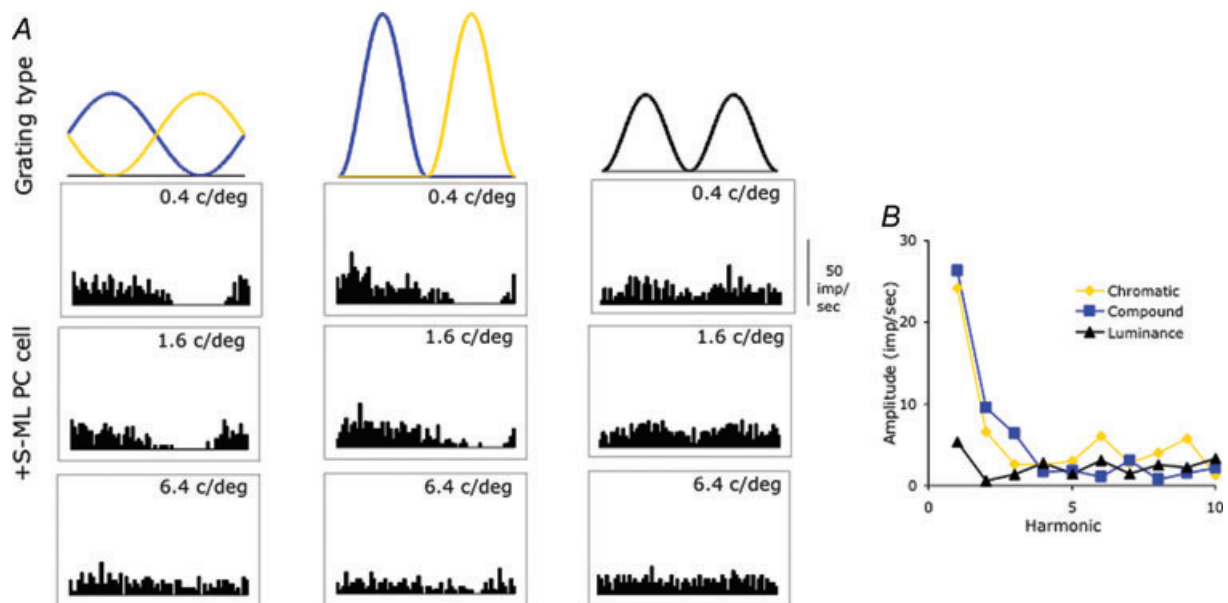 A
Grating type
0.4 c/deg
0.4 c/deg
0.4 c/deg
50
imp/
sec
+S-ML PC cell
1.6 c/deg
1.6 c/deg
1.6 c/deg
6.4 c/deg
6.4 c/deg
6.4 c/deg
B
30
20
10
0
Amplitude (imp/sec)
Chromatic
Compound
Luminance
0
5
10
Harmonic